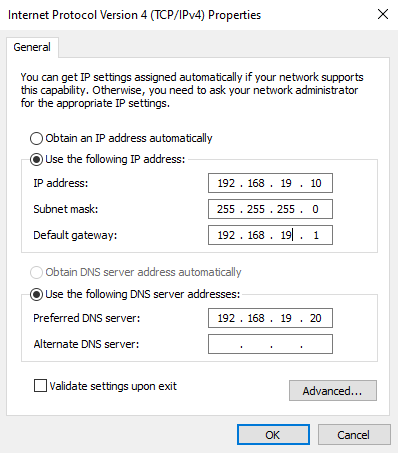 Internet Protocol Version 4 (TCP/IPv4) Properties
General
You can get IP settings assigned automatically if your network supports
this capability. Otherwise, you need to ask your network administrator
for the appropriate IP settings.
Obtain an IP address automatically
Use the following IP address:
IP address: 192 . 168 . 19 . 10
Subnet mask: 255 . 255 . 255 . 0
Default gateway: 192 . 168 . 19 . 1
Obtain DNS server address automatically
Use the following DNS server addresses:
Preferred DNS server: 192 . 168 . 19 . 20
Alternate DNS server: . . .
Validate settings upon exit
Advanced...
OK Cancel